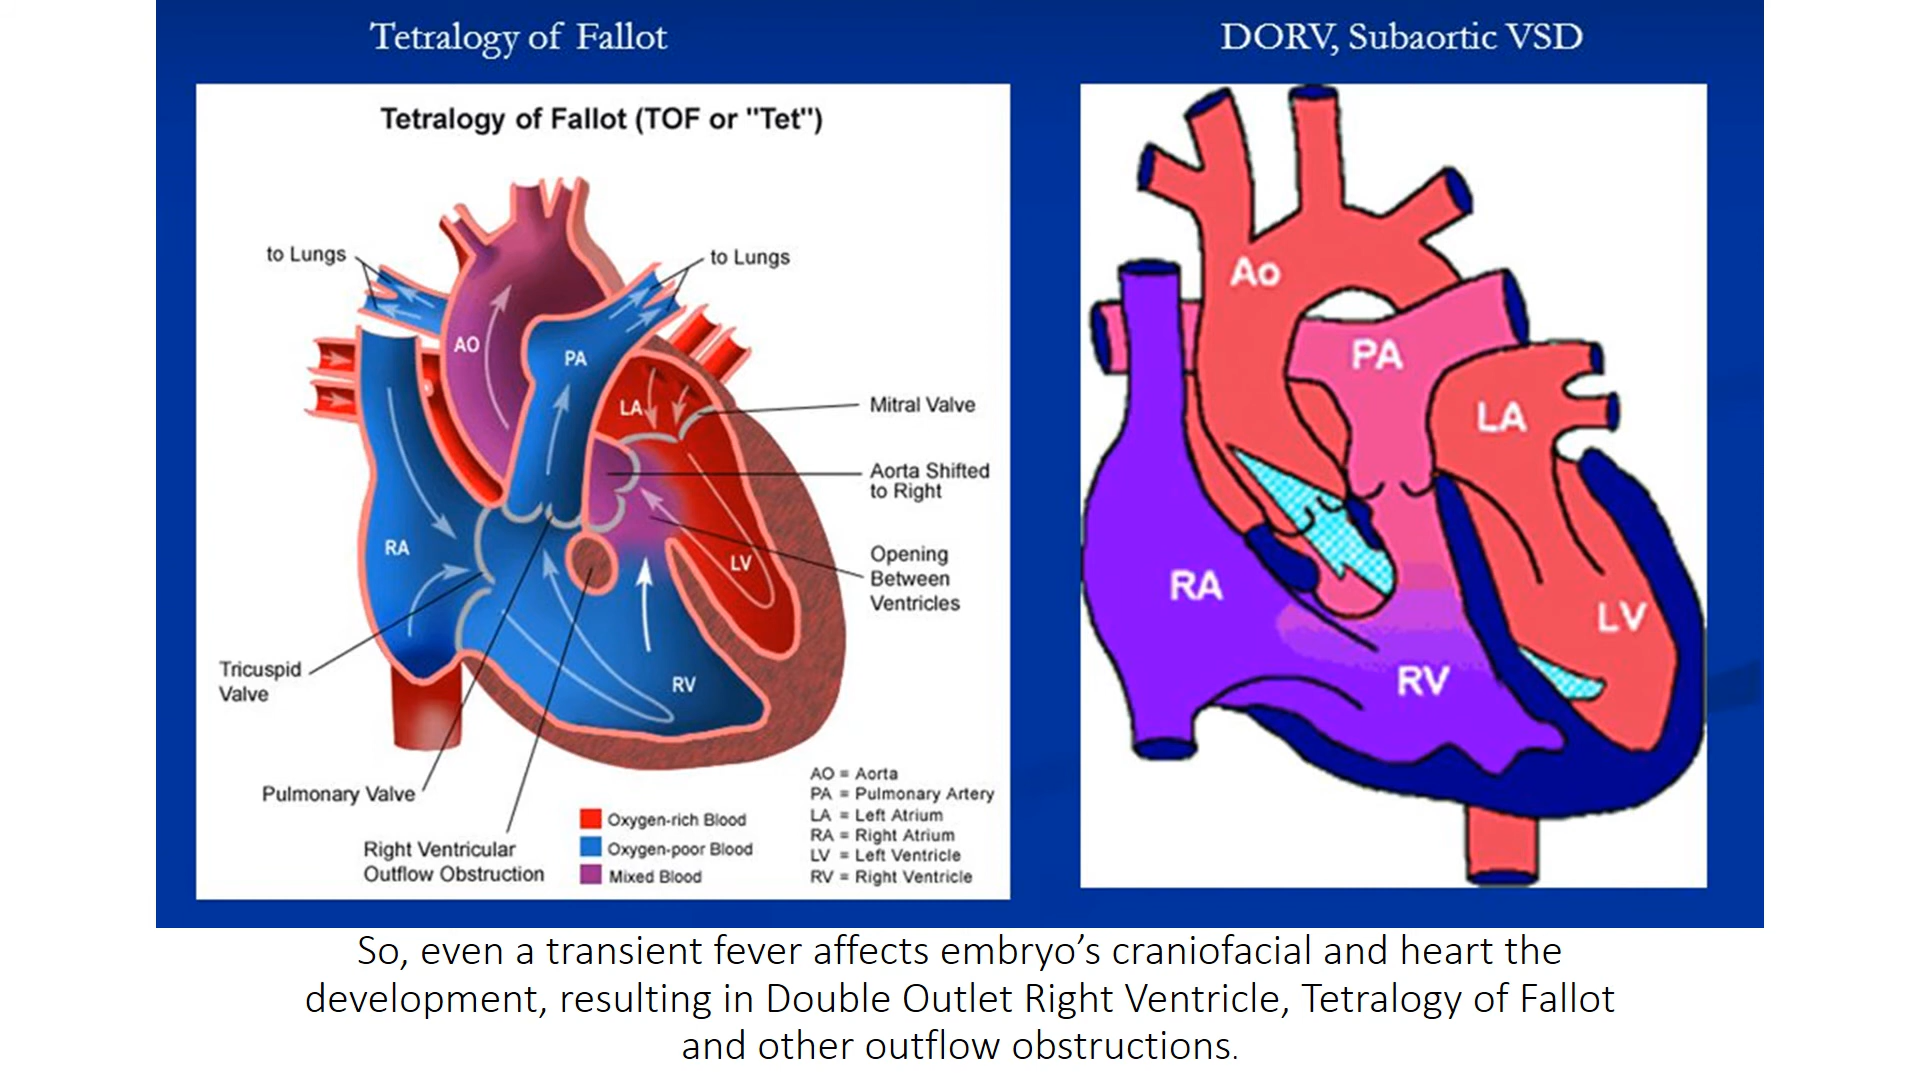 Tetralogy of Fallot
Tetralogy of Fallot (TOF or "Tet")
to Lungs
to Lungs
AO
PA
LA
Mitral Valve
Aorta Shifted
to Right
RA
LV
Opening
Between
Ventricles
Tricuspid
Valve
RV
Pulmonary Valve
Right Ventricular
Outflow Obstruction
Oxygen-rich Blood
Oxygen-poor Blood
Mixed Blood
AO = Aorta
PA = Pulmonary Artery
LA = Left Atrium
RA = Right Atrium
LV = Left Ventricle
RV = Right Ventricle
DORV, Subaortic VSD
Ao
PA
LA
RA
LV
RV
So, even a transient fever affects embryo’s craniofacial and heart the
development, resulting in Double Outlet Right Ventricle, Tetralogy of Fallot
and other outflow obstructions.